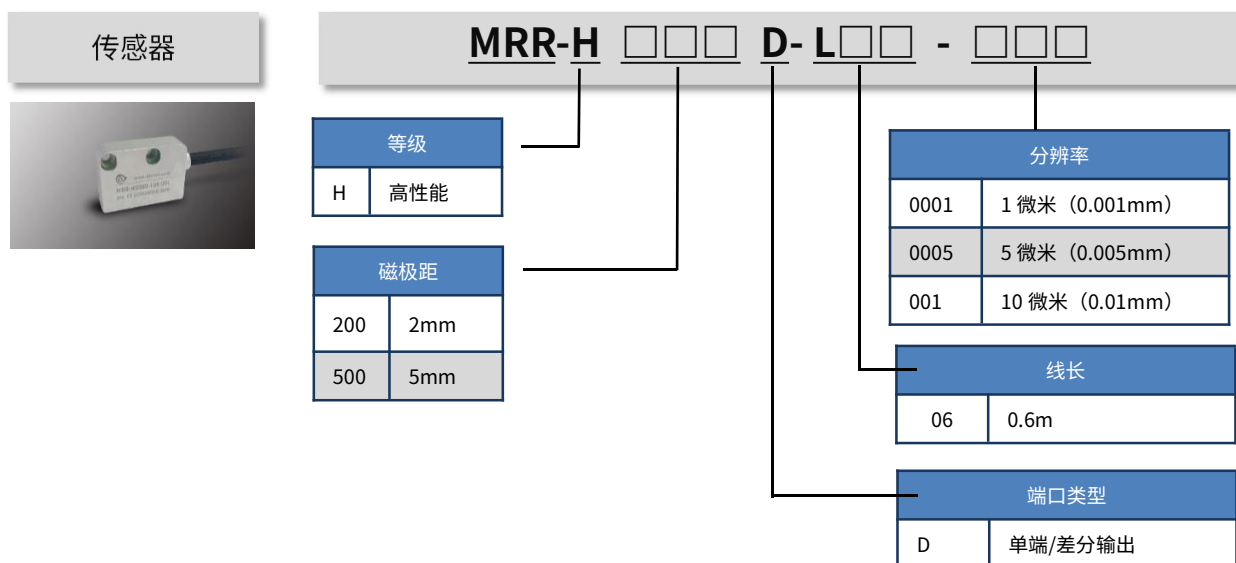 传感器
MRR-H □□□ D- L□□ - □□□
等级
H 高性能
磁极距
200 2mm
500 5mm
分辨率
0001 1 微米（0.001mm）
0005 5 微米（0.005mm）
001 10 微米（0.01mm）
线长
06 0.6m
端口类型
D 单端/差分输出